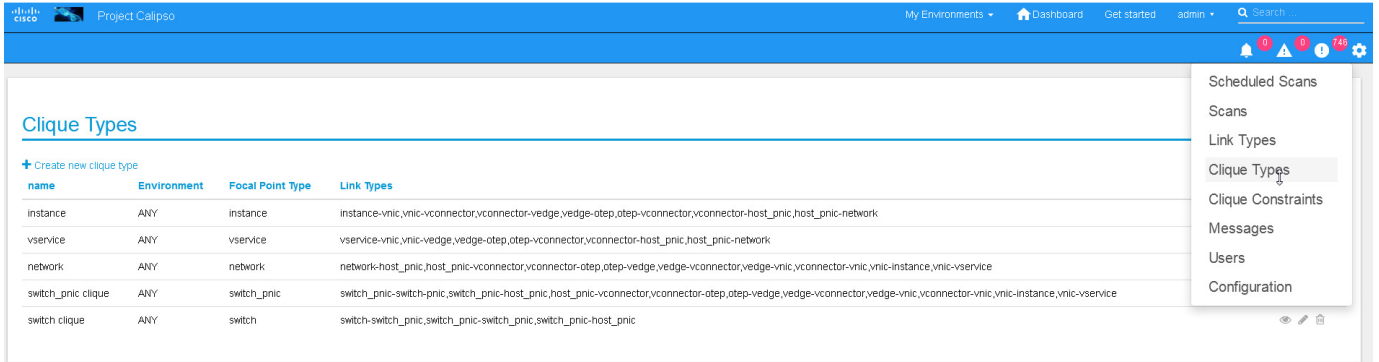 cisco Project Calipso My Environments Dashboard Get started admin Search ...
0 0 746
Scheduled Scans
Scans
Link Types
Clique Types
Clique Constraints
Messages
Users
Configuration
Clique Types
Create new clique type
name Environment Focal Point Type Link Types
instance ANY instance instance-vnic,vnic-vconnector,vconnector-vedge,vedge-otep,otep-vconnector,vconnector-host_pnic,host_pnic-network
vservice ANY vservice vservice-vnic,vnic-vedge,vedge-otep,otep-vconnector,vconnector-host_pnic,host_pnic-network
network ANY network network-host_pnic,host_pnic-vconnector,vconnector-otep,otep-vedge,vedge-vconnector,vedge-vnic,vconnector-vnic,vnic-instance,vnic-vservice
switch_pnic clique ANY switch_pnic switch_pnic-switch-pnic,switch_pnic-host_pnic,host_pnic-vconnector,vconnector-otep,otep-vedge,vedge-vconnector,vedge-vnic,vconnector-vnic,vnic-instance,vnic-vservice
switch clique ANY switch switch-switch_pnic,switch_pnic-switch_pnic,switch_pnic-host_pnic